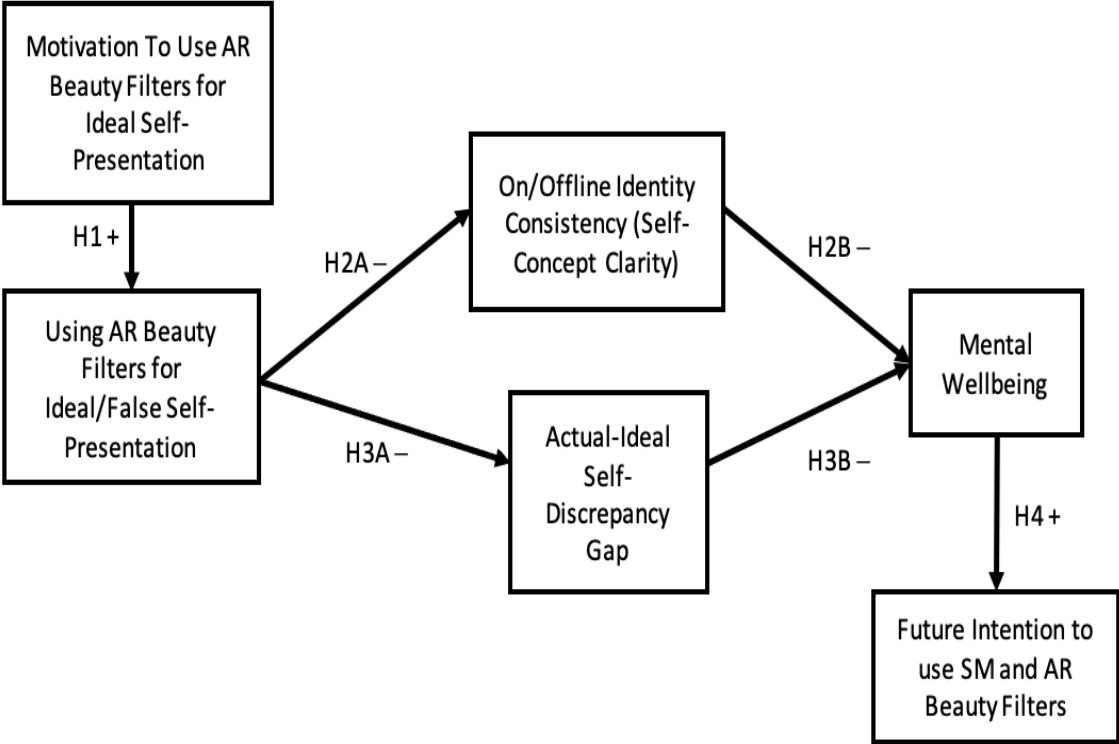 Motivation To Use AR
Beauty Filters for
Ideal Self-
Presentation
H1 +
Using AR Beauty
Filters for
Ideal/False Self-
Presentation
H2A –
On/Offline Identity
Consistency (Self-
Concept Clarity)
H2B –
H3A –
Actual-Ideal
Self-
Discrepancy
Gap
H3B –
Mental
Wellbeing
H4 +
Future Intention to
use SM and AR
Beauty Filters